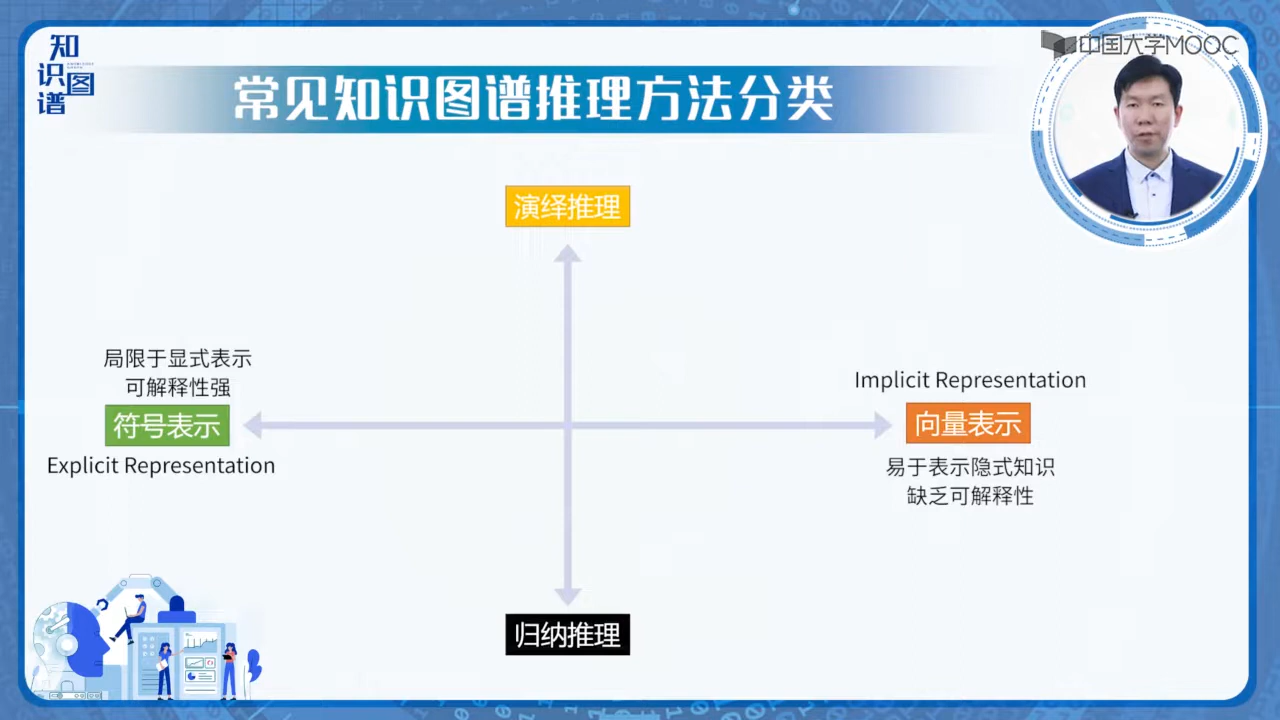 知识图谱
中国大学MOOC
常见知识图谱推理方法分类
演绎推理
局限于显式表示
可解释性强
符号表示
Explicit Representation
Implicit Representation
向量表示
易于表示隐式知识
缺乏可解释性
归纳推理